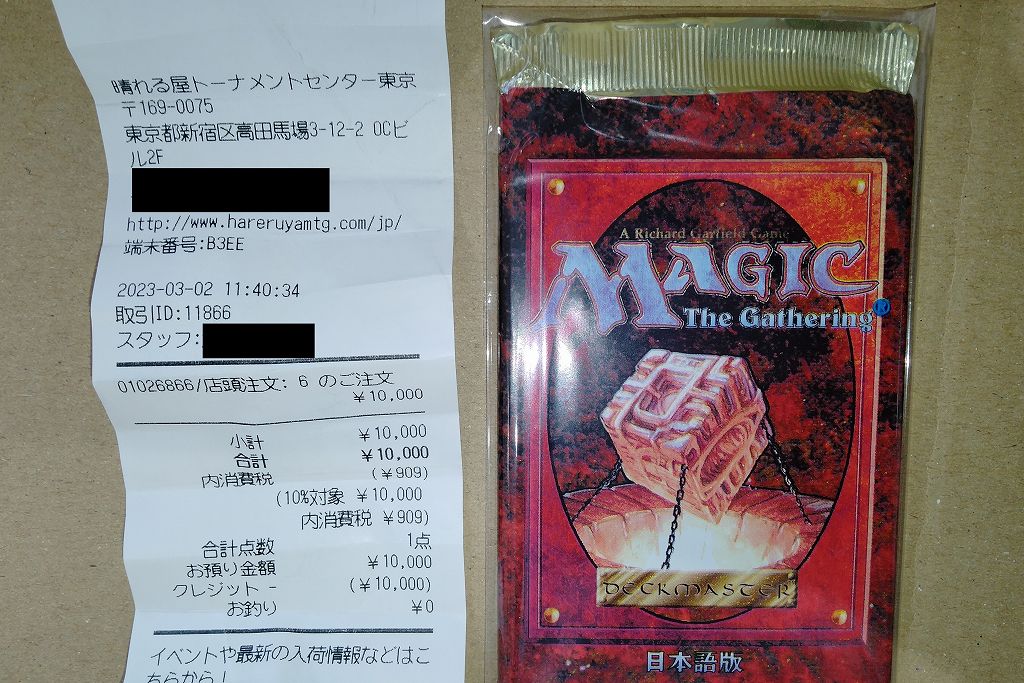 晴れる屋トーナメントセンター東京
〒169-0075
東京都新宿区高田馬場3-12-2 OCビ
ル2F
http://www.hareruyamtg.com/jp/
端末番号:B3EE
2023-03-02 11:40:34
取引ID:11866
スタッフ:
01026866/店頭注文: 6 のご注文
¥10,000
小計 ¥10,000
合計 ¥10,000
内消費税 (¥909)
(10%対象 ¥10,000
内消費税 ¥909)
合計点数 1点
お預り金額 ¥10,000
クレジット - (¥10,000)
お釣り ¥0
イベントや最新の入荷情報などはこ
ちらから!
A Richard Garfield Game
MAGIC
The Gathering®
DECKMASTER
日本語版